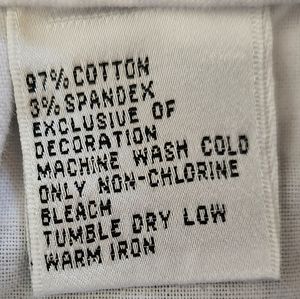 97% COTTON
3% SPANDEX
EXCLUSIVE OF
DECORATION
MACHINE WASH COLD
ONLY NON-CHLORINE
BLEACH
TUMBLE DRY LOW
WARM IRON